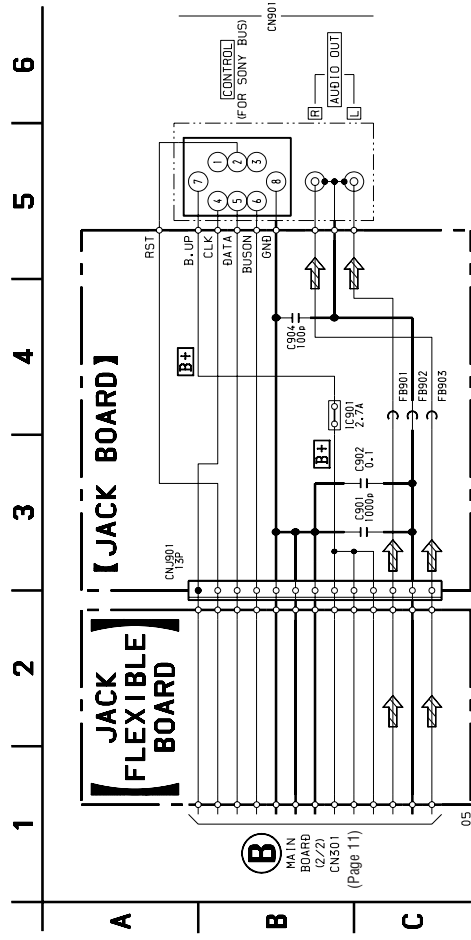 1 2 3 4 5 6
A
B
C
JACK
FLEXIBLE
BOARD
【JACK BOARD】
CNJ901
13P
RST
B.UP
CLK
DATA
BUSON
GND
B+
B+
C904
100p
IC901
2.7A
C902
0.1
C901
1000p
FB901
FB902
FB903
7
4
1
5
2
6
3
8
CONTROL
(FOR SONY BUS)
CN901
R
L
AUDIO OUT
B
MAIN
BOARD
(2/2)
CN301
(Page 11)
05